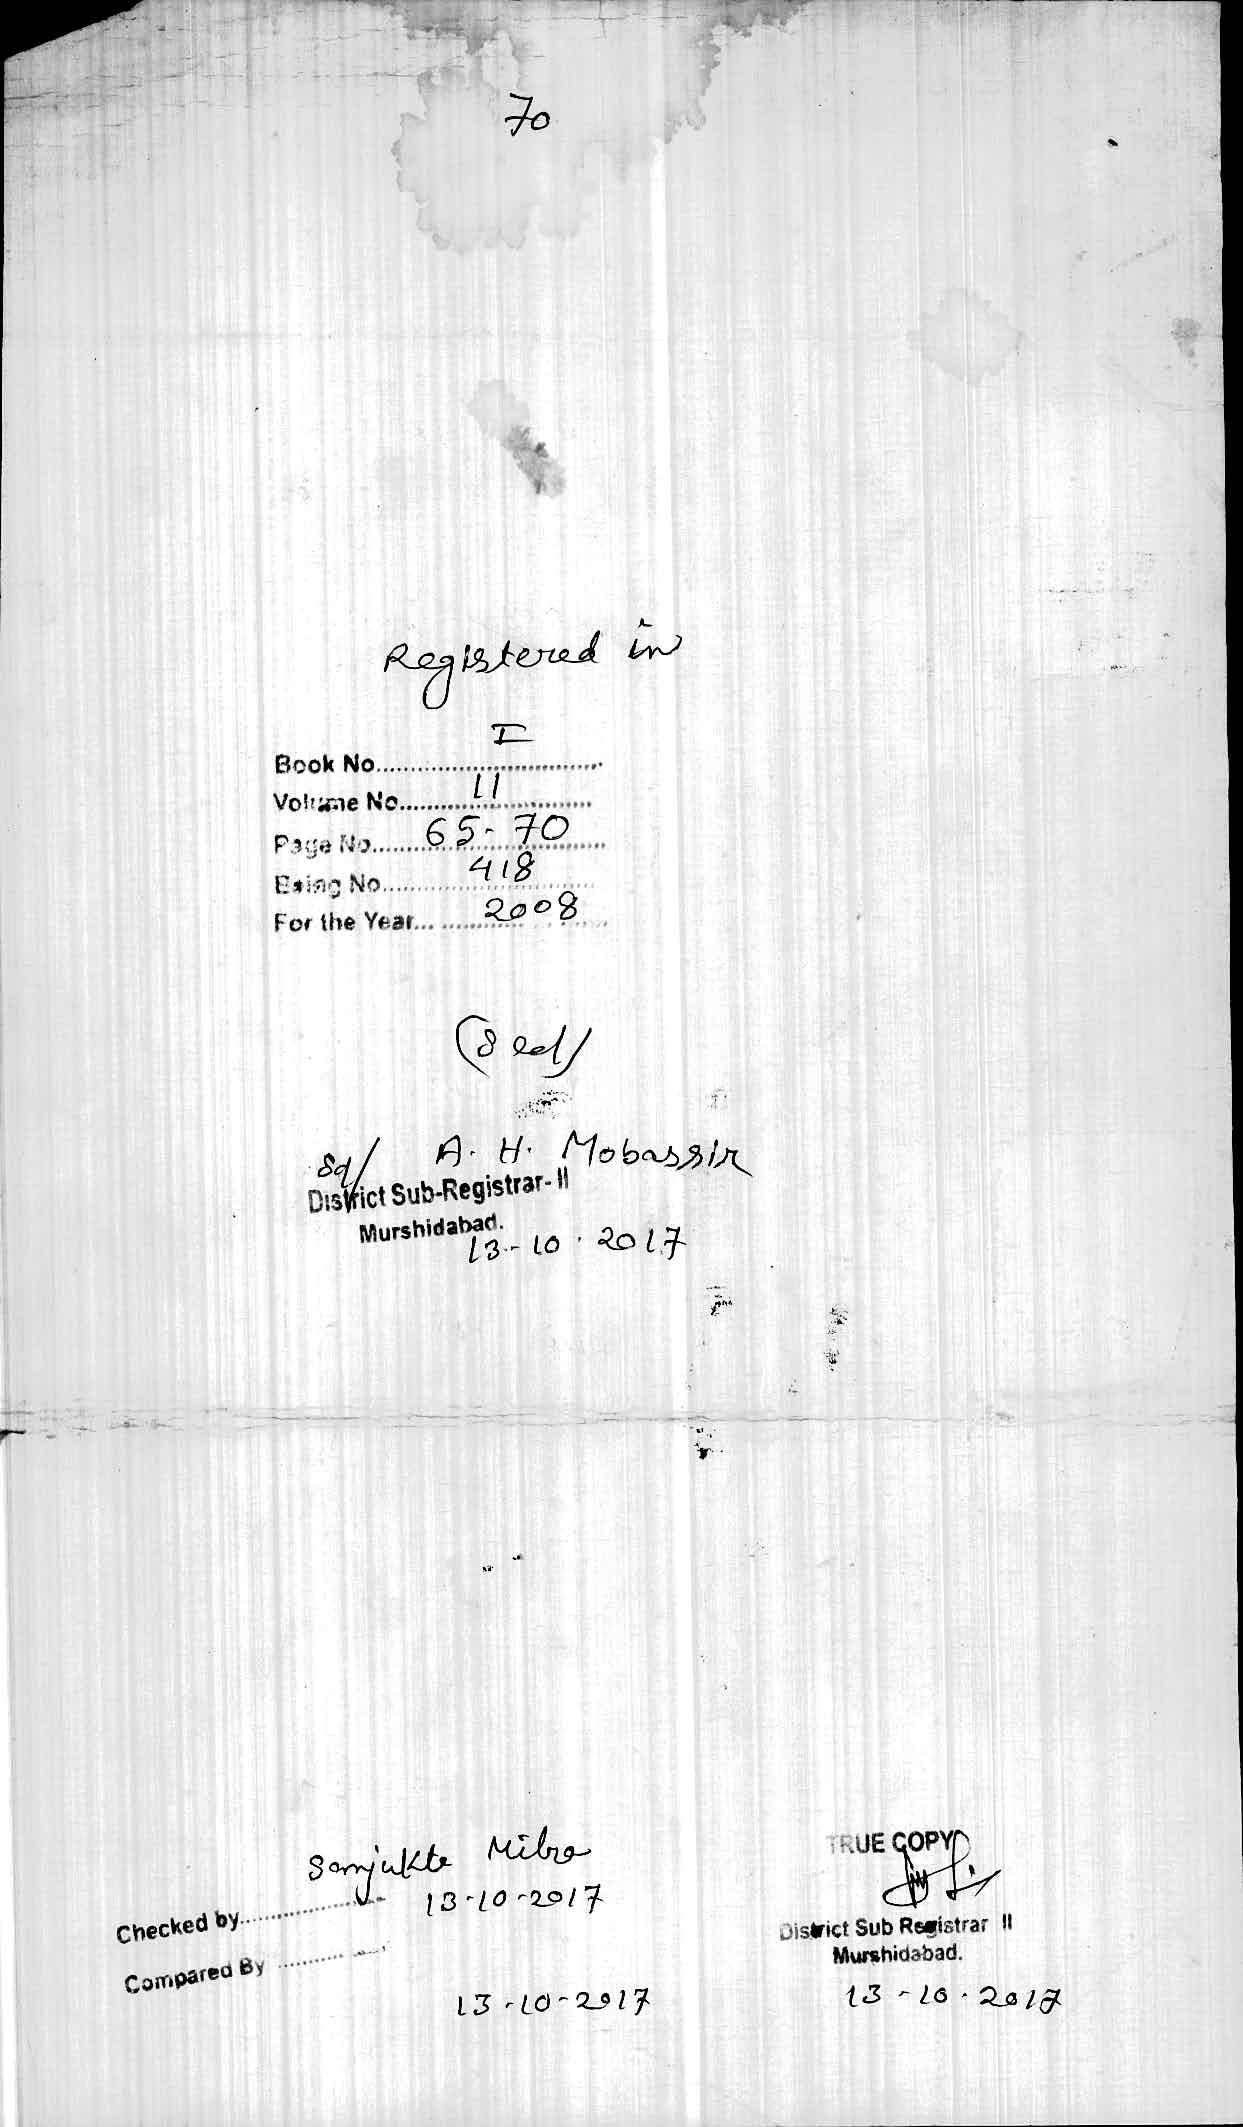 70
Registered in
Book No.................I
Volume No.................11
Page No.................65-70
Being No.................418
For the Year.................2008
(Sed/
Sd/ A. H. Mobassir
District Sub-Registrar-II
Murshidabad.
13-10.2017
Samjukta Mitra
Checked by................. 13-10-2017
Compared By .................
13-10-2017
TRUE COPY
District Sub Registrar II
Murshidabad.
13-10.2017